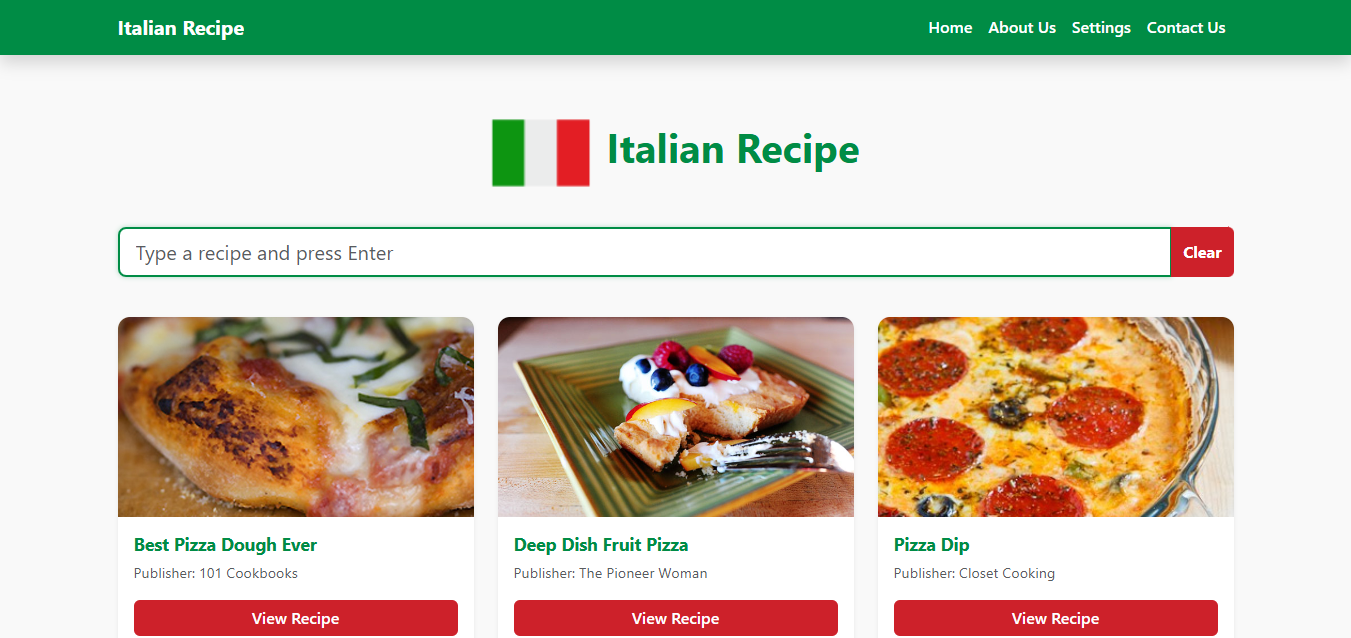 Italian Recipe
Home About Us Settings Contact Us
Italian Recipe
Type a recipe and press Enter
Clear
Best Pizza Dough Ever
Publisher: 101 Cookbooks
View Recipe
Deep Dish Fruit Pizza
Publisher: The Pioneer Woman
View Recipe
Pizza Dip
Publisher: Closet Cooking
View Recipe